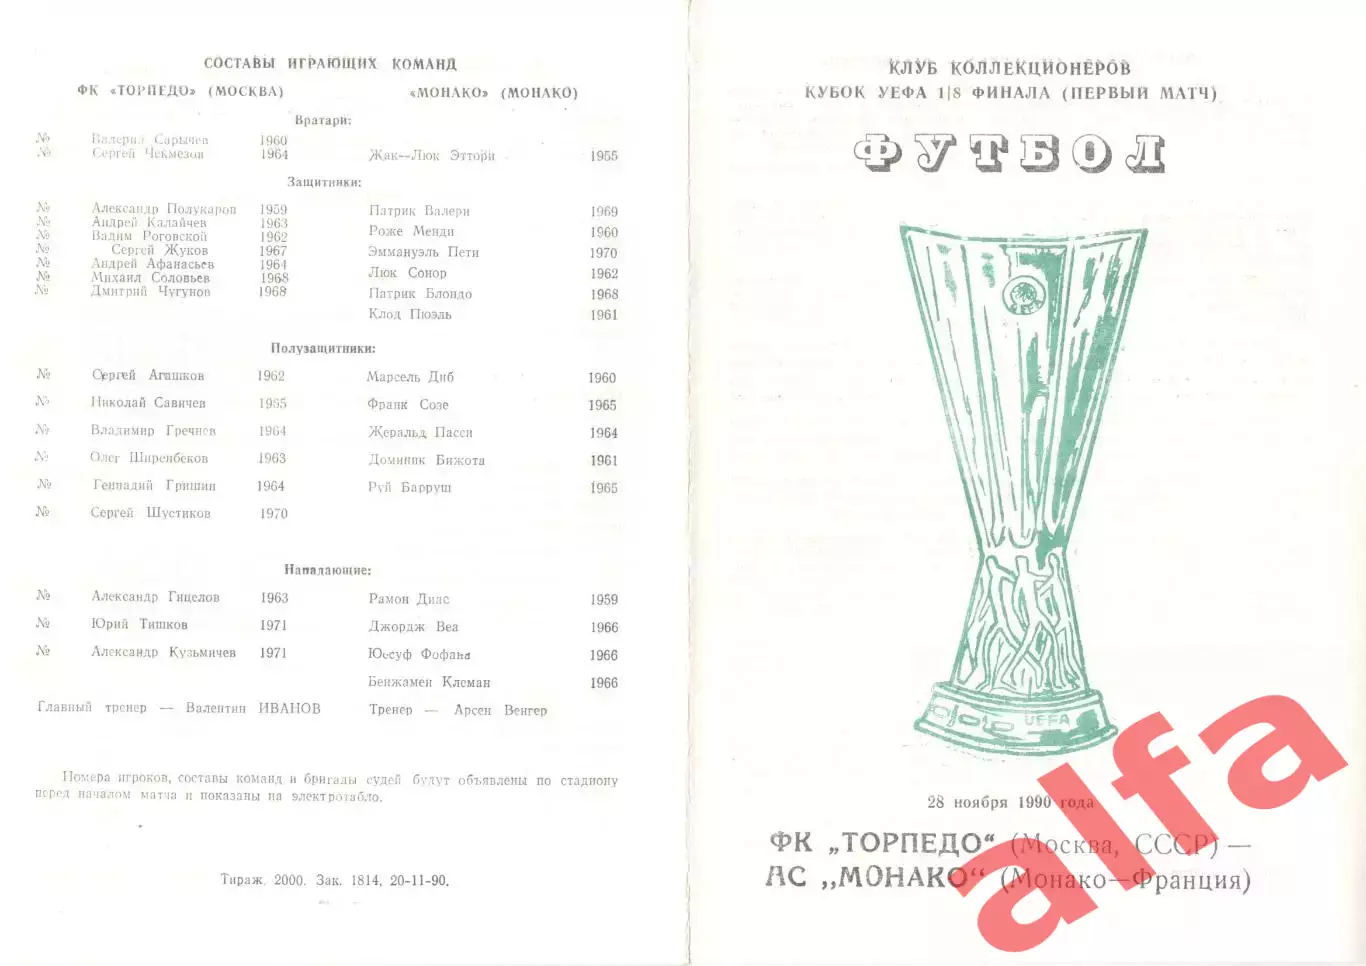 СОСТАВЫ ИГРАЮЩИХ КОМАНД
ФК «ТОРПЕДО» (МОСКВА) «МОНАКО» (МОНАКО)
Вратари:
№ Валерий Сарычев 1960
№ Сергей Чекмезов 1964 Жак—Люк Эттори 1955
Защитники:
№ Александр Полукаров 1959 Патрик Валери 1969
№ Андрей Калайчев 1963
№ Вадим Роговской 1962 Роже Менди 1960
№ Сергей Жуков 1967 Эммануэль Пети 1970
№ Андрей Афанасьев 1964
№ Михаил Соловьев 1968 Люк Сонор 1962
№ Дмитрий Чугунов 1968 Патрик Блондо 1968
Клод Пюэль 1961
Полузащитники:
№ Сергей Агашков 1962 Марсель Диб 1960
№ Николай Савичев 1965 Франк Созе 1965
№ Владимир Гречнев 1964 Жеральд Пасси 1964
№ Олег Ширенбеков 1963 Доминик Бижота 1961
№ Геннадий Гришин 1964 Руй Барруш 1965
№ Сергей Шустиков 1970
Нападающие:
№ Александр Гицелов 1963 Рамон Диас 1959
№ Юрий Тишков 1971 Джордж Веа 1966
№ Александр Кузьмичев 1971 Юссуф Фофана 1966
Бенжамен Клеман 1966
Главный тренер — Валентин ИВАНОВ Тренер — Арсен Венгер
Номера игроков, составы команд и бригады судей будут объявлены по стадиону
перед началом матча и показаны на электротабло.
Тираж. 2000. Зак. 1814, 20-11-90.
КЛУБ КОЛЛЕКЦИОНЕРОВ
КУБОК УЕФА 1|8 ФИНАЛА (ПЕРВЫЙ МАТЧ)
ФУТБОЛ
UEFA
UEFA
28 ноября 1990 года
ФК „ТОРПЕДО“ (Москва, СССР) —
АС „МОНАКО“ (Монако—Франция)
alfa